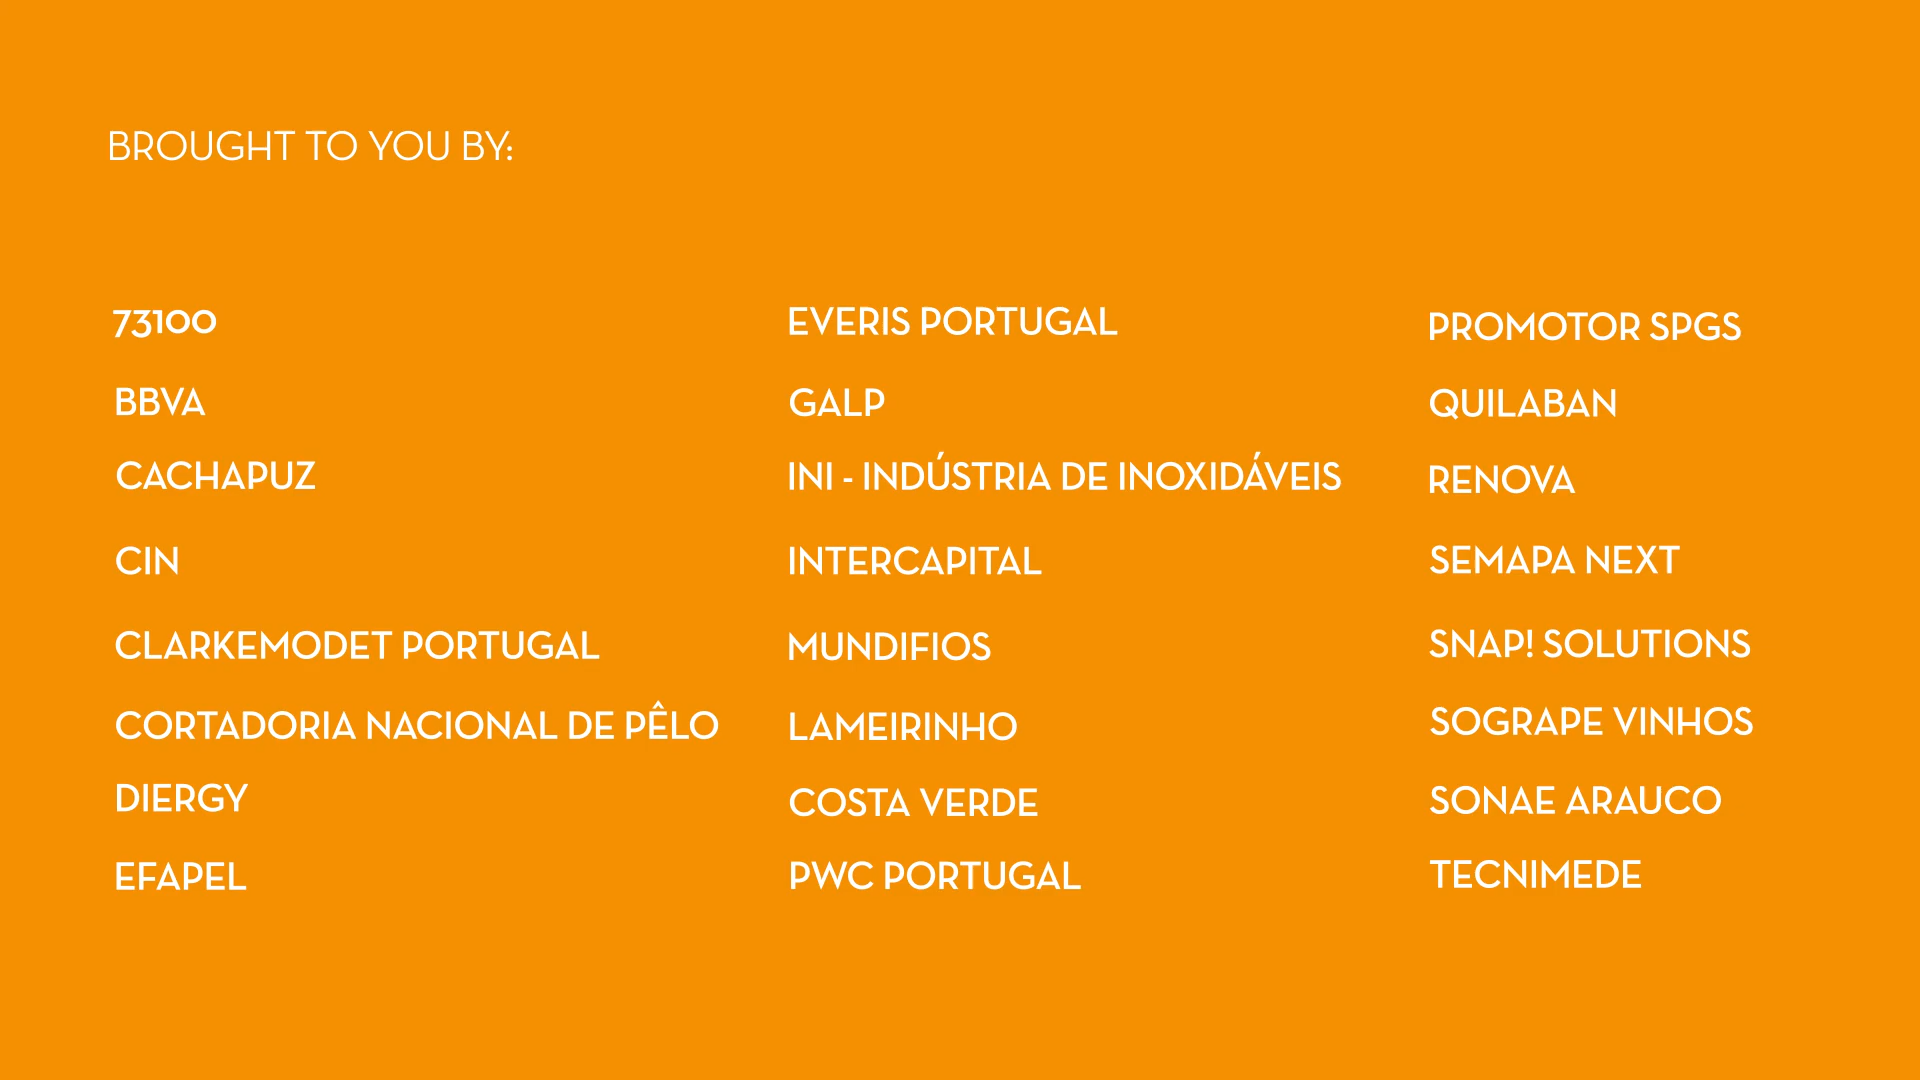 BROUGHT TO YOU BY:
73100
BBVA
CACHAPUZ
CIN
CLARKEMODET PORTUGAL
CORTADORIA NACIONAL DE PÊLO
DIERGY
EFAPEL
EVERIS PORTUGAL
GALP
INI - INDÚSTRIA DE INOXIDÁVEIS
INTERCAPITAL
MUNDIFIOS
LAMEIRINHO
COSTA VERDE
PWC PORTUGAL
PROMOTOR SPGS
QUILABAN
RENOVA
SEMAPA NEXT
SNAP! SOLUTIONS
SOGRAPE VINHOS
SONAE ARAUCO
TECNIMEDE